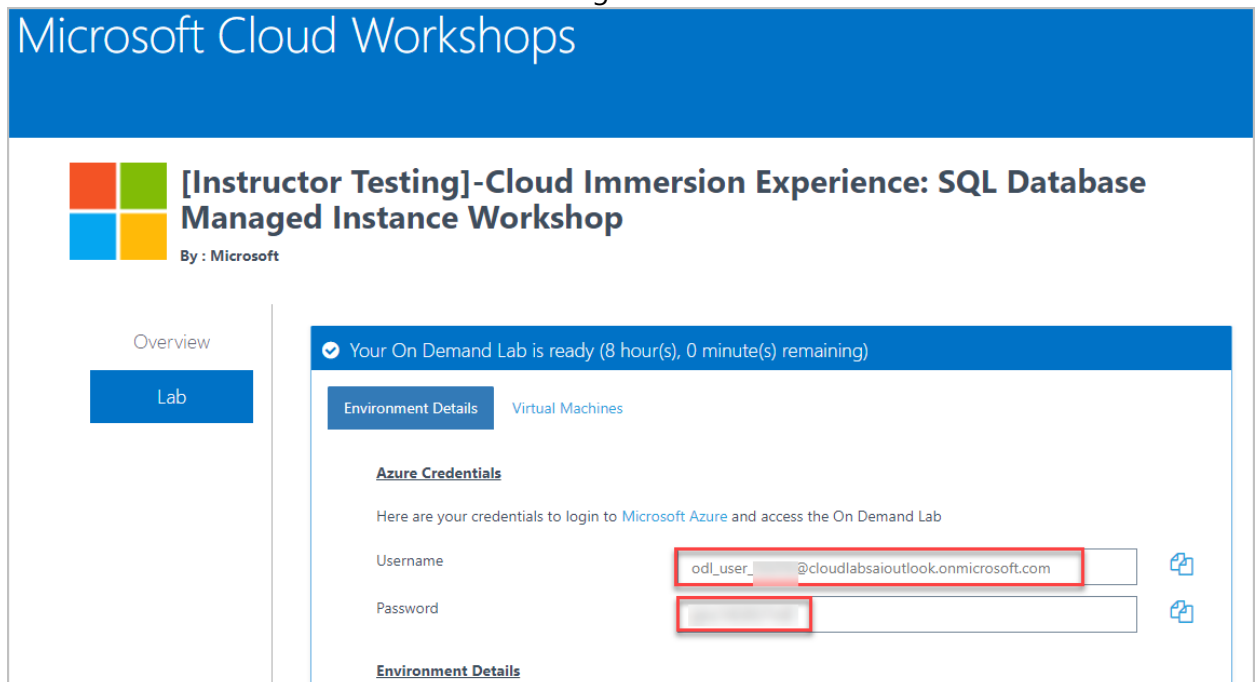 Microsoft Cloud Workshops
[Instructor Testing]-Cloud Immersion Experience: SQL Database
Managed Instance Workshop
By : Microsoft
Overview
Lab
Your On Demand Lab is ready (8 hour(s), 0 minute(s) remaining)
Environment Details
Virtual Machines
Azure Credentials
Here are your credentials to login to Microsoft Azure and access the On Demand Lab
Username
odl_user_ @cloudlabsaioutlook.onmicrosoft.com
Password
Environment Details